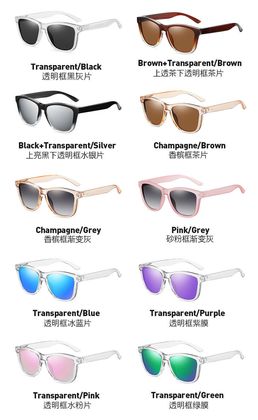 Transparent/Black
透明框黑灰片
Brown+Transparent/Brown
上透茶下透明框茶片
Black+Transparent/Silver
上亮黑下透明框水银片
Champagne/Brown
香槟框茶片
Champagne/Grey
香槟框渐变灰
Pink/Grey
砂粉框渐变灰
Transparent/Blue
透明框冰蓝片
Transparent/Purple
透明框紫膜
Transparent/Pink
透明框水粉片
Transparent/Green
透明框绿膜